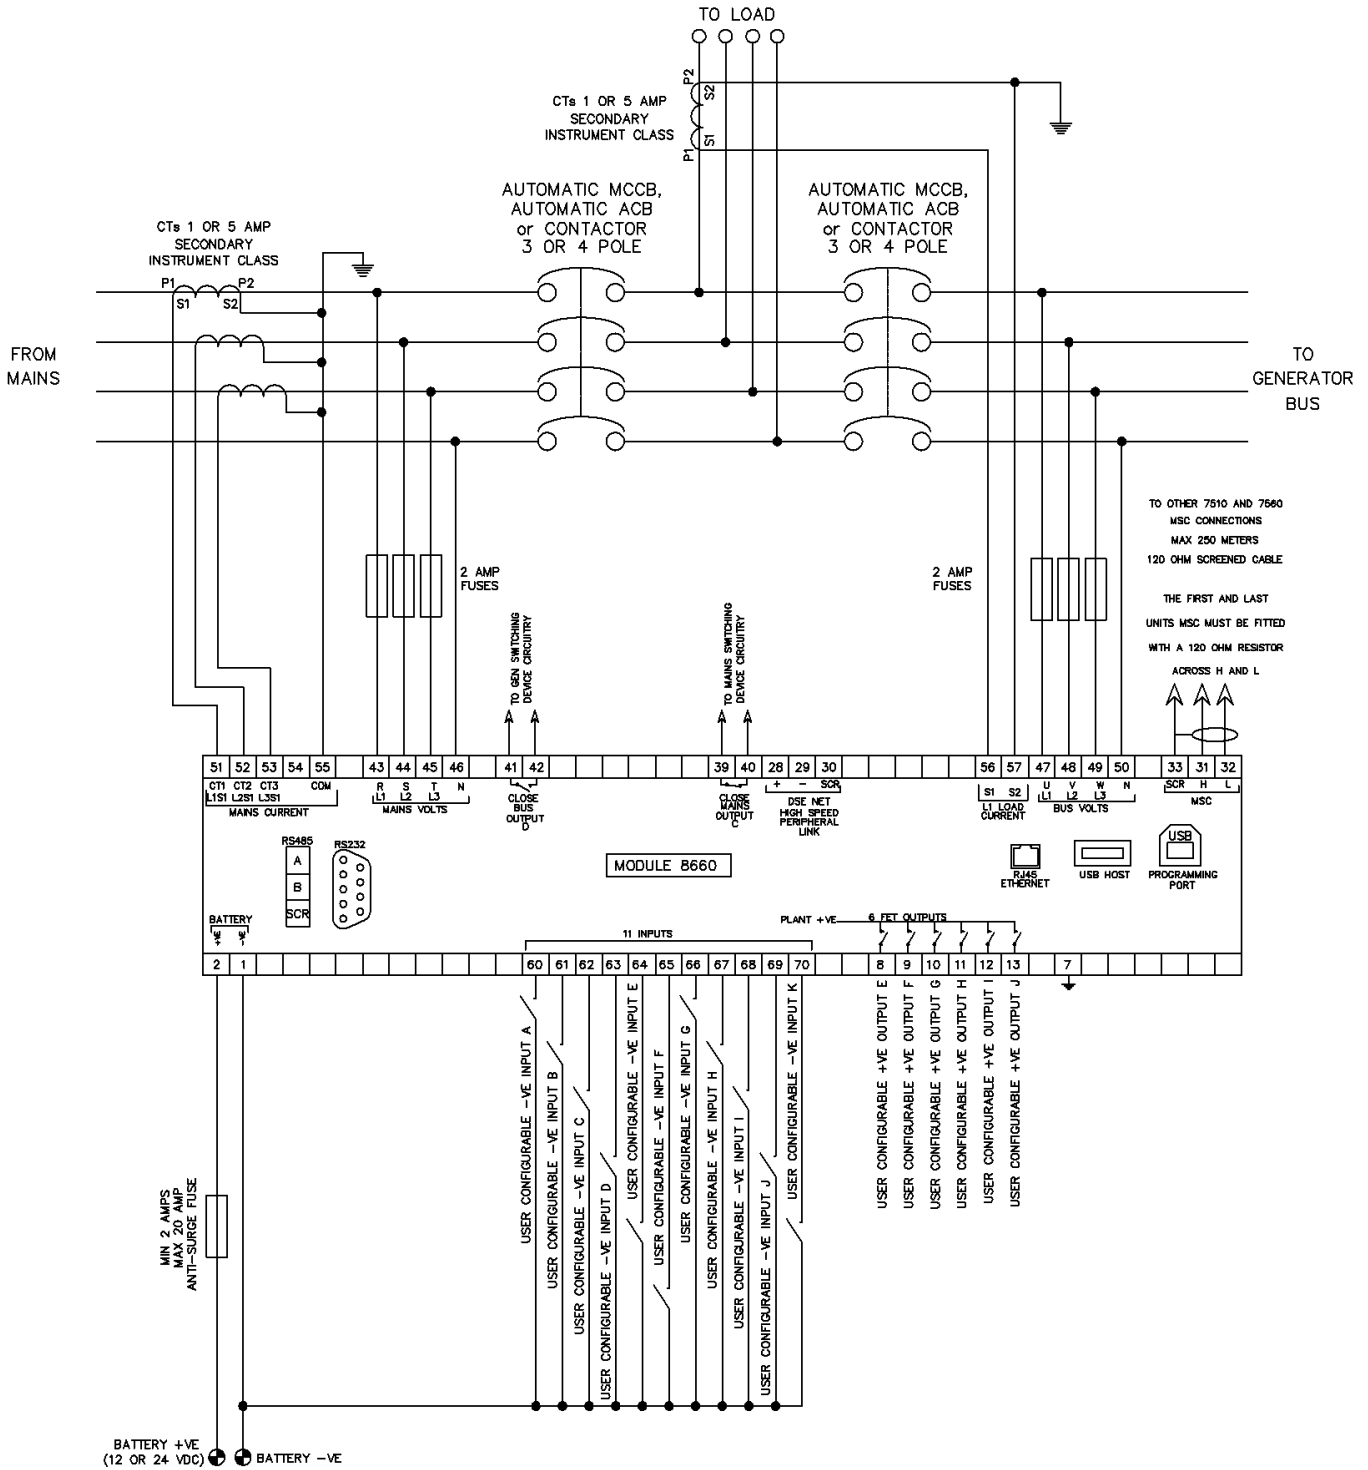 TO LOAD
P2
S2
S1
P1
CTs 1 OR 5 AMP
SECONDARY
INSTRUMENT CLASS
AUTOMATIC MCCB,
AUTOMATIC ACB
or CONTACTOR
3 OR 4 POLE
AUTOMATIC MCCB,
AUTOMATIC ACB
or CONTACTOR
3 OR 4 POLE
CTs 1 OR 5 AMP
SECONDARY
INSTRUMENT CLASS
P1 P2
S1 S2
FROM
MAINS
TO
GENERATOR
BUS
TO OTHER 7510 AND 7560
MSC CONNECTIONS
MAX 250 METERS
120 OHM SCREENED CABLE
THE FIRST AND LAST
UNITS MSC MUST BE FITTED
WITH A 120 OHM RESISTOR
ACROSS H AND L
2 AMP
FUSES
2 AMP
FUSES
TO GEN SWITCHING
DEVICE CIRCUITRY
TO MAINS SWITCHING
DEVICE CIRCUITRY
51 52 53 54 55 43 44 45 46 41 42 39 40 28 29 30 56 57 47 48 49 50 33 31 32
CT1 CT2 CT3 COM
L1S1 L2S1 L3S1
MAINS CURRENT
R S T N
L1 L2 L3
MAINS VOLTS
CLOSE
BUS
OUTPUT
D
CLOSE
MAINS
OUTPUT
C
+ − SCR
DSE NET
HIGH SPEED
PERIPHERAL
LINK
S1 S2
L1 LOAD
CURRENT
U V W N
L1 L2 L3
BUS VOLTS
SCR H L
MSC
RS485
A
B
SCR
RS232
MODULE 8660
RJ45
ETHERNET
USB HOST
USB
PROGRAMMING
PORT
BATTERY
+VE
-VE
11 INPUTS
PLANT +VE
6 FET OUTPUTS
2 1 60 61 62 63 64 65 66 67 68 69 70 8 9 10 11 12 13 7
USER CONFIGURABLE −VE INPUT A
USER CONFIGURABLE −VE INPUT B
USER CONFIGURABLE −VE INPUT C
USER CONFIGURABLE −VE INPUT D
USER CONFIGURABLE −VE INPUT E
USER CONFIGURABLE −VE INPUT F
USER CONFIGURABLE −VE INPUT G
USER CONFIGURABLE −VE INPUT H
USER CONFIGURABLE −VE INPUT I
USER CONFIGURABLE −VE INPUT J
USER CONFIGURABLE −VE INPUT K
USER CONFIGURABLE +VE OUTPUT E
USER CONFIGURABLE +VE OUTPUT F
USER CONFIGURABLE +VE OUTPUT G
USER CONFIGURABLE +VE OUTPUT H
USER CONFIGURABLE +VE OUTPUT I
USER CONFIGURABLE +VE OUTPUT J
MIN 2 AMPS
MAX 20 AMP
ANTI−SURGE FUSE
BATTERY +VE
(12 OR 24 VDC)
BATTERY −VE